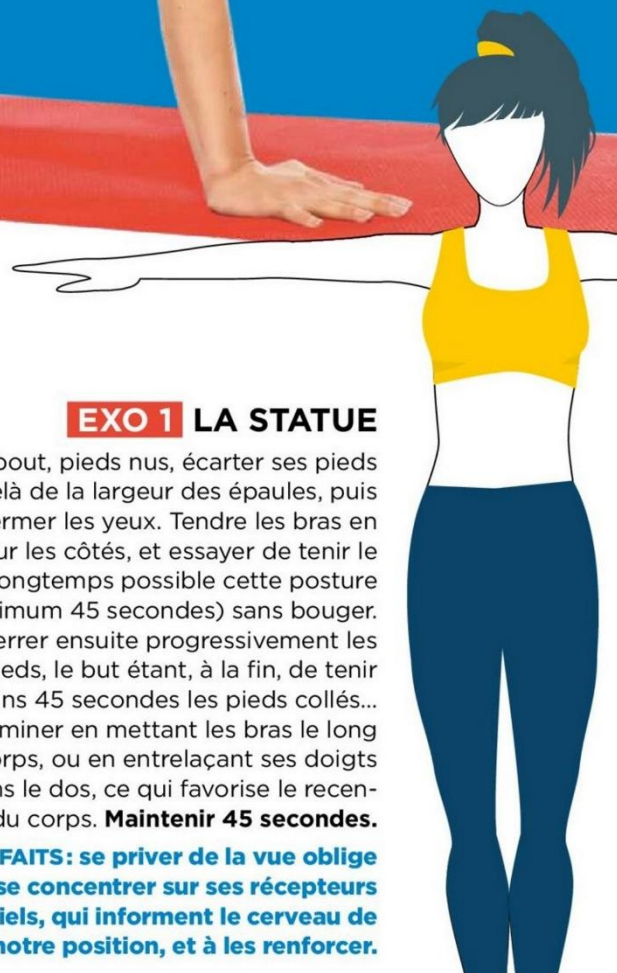 EXO 1 LA STATUE
bout, pieds nus, écarter ses pieds
là de la largeur des épaules, puis
ermer les yeux. Tendre les bras en
ur les côtés, et essayer de tenir le
longtemps possible cette posture
imum 45 secondes) sans bouger.
errer ensuite progressivement les
eds, le but étant, à la fin, de tenir
ns 45 secondes les pieds collés...
miner en mettant les bras le long
orps, ou en entrelaçant ses doigts
s le dos, ce qui favorise le recen-
du corps. Maintenir 45 secondes.
FAITS: se priver de la vue oblige
se concentrer sur ses récepteurs
iels, qui informent le cerveau de
notre position, et à les renforcer.